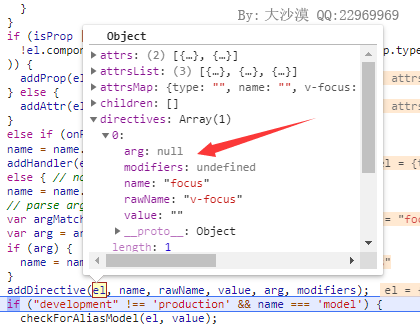 By: 大沙漠 QQ:22969969
}
if (isProp
!el.compon
p.type
)) {
addProp(el
attrs
} else {
addAttr(el
attrs
}
else if (onR
name = name.
addHandler(e
el = {t
else { // no
name = name.
// parse arg
var argMatch
= "foc
var arg = ar
if (arg) {
name = nam
}
Object
attrs: (2) [{…}, {…}]
attrsList: (3) [{…}, {…}, {…}]
attrsMap: {type: "", name: "", v-focus:
children: []
directives: Array(1)
0:
arg: null
modifiers: undefined
name: "focus"
rawName: "v-focus"
value: ""
__proto__: Object
length: 1
addDirective(el, name, rawName, value, arg, modifiers); el =
if ("development" !== 'production' && name === 'model') {
checkForAliasModel(el, value);